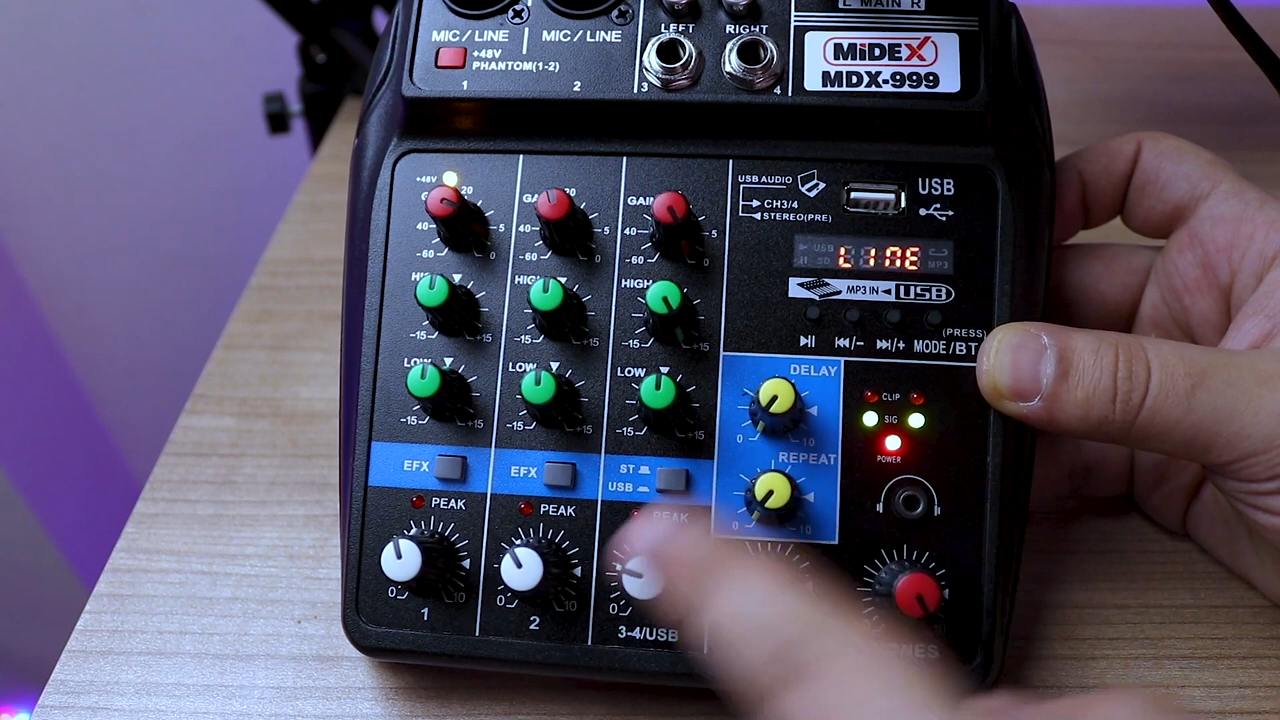 L MAIN R
MIC / LINE
MIC / LINE
+48V
PHANTOM(1-2)
1
2
LEFT
RIGHT
3
4
MiDEX
MDX-999
+48V
20
40
5
-60
0
20
40
5
-60
0
GAIN
40
5
-60
0
HIGH
-15
+15
HIGH
-15
+15
LOW
-15
+15
LOW
-15
+15
LOW
-15
+15
EFX
EFX
ST
USB
PEAK
PEAK
PEAK
0
10
1
0
10
2
0
3-4/USB
USB AUDIO
CH3/4
STEREO(PRE)
USB
USB
SD
LINE
MP3
MP3 IN
USB
(PRESS)
MODE/BT
DELAY
0
10
REPEAT
0
10
CLIP
SIG
POWER